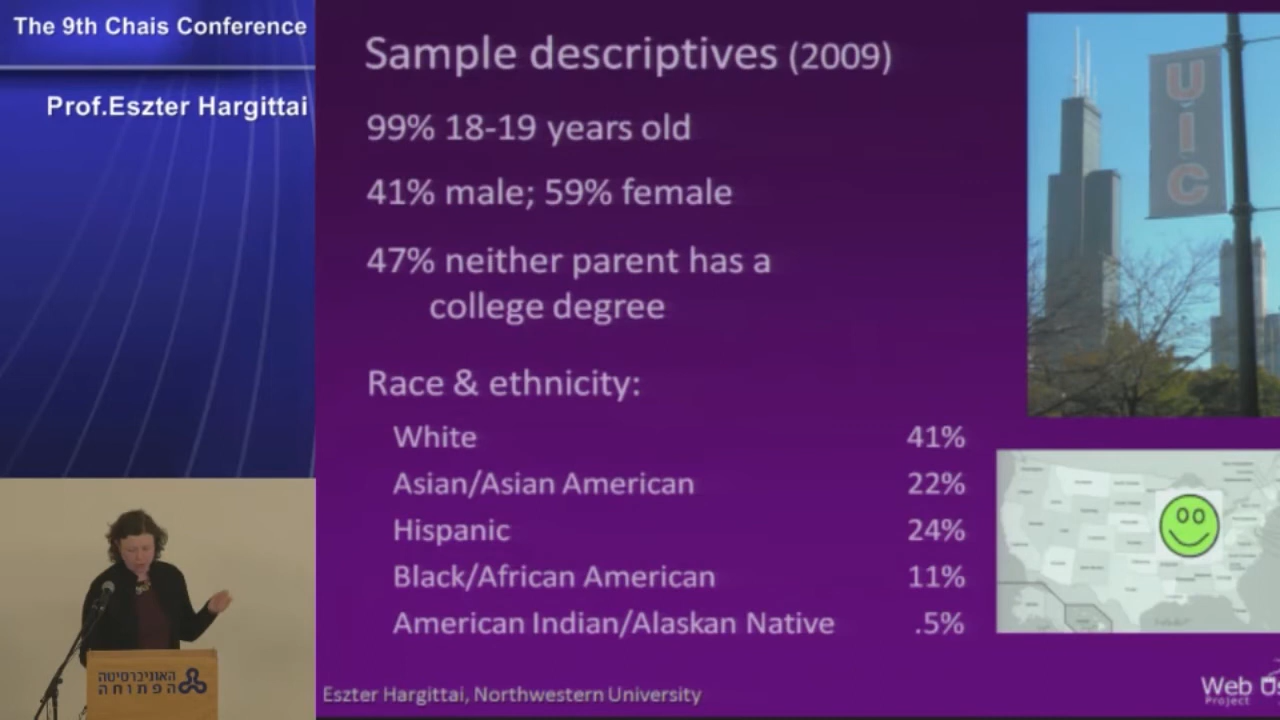 The 9th Chais Conference
Prof.Eszter Hargittai
Sample descriptives (2009)
99% 18-19 years old
41% male; 59% female
47% neither parent has a
college degree
Race & ethnicity:
White 41%
Asian/Asian American 22%
Hispanic 24%
Black/African American 11%
American Indian/Alaskan Native .5%
Eszter Hargittai, Northwestern University
UIC
Web
Project
האוניברסיטה
הפתוחה